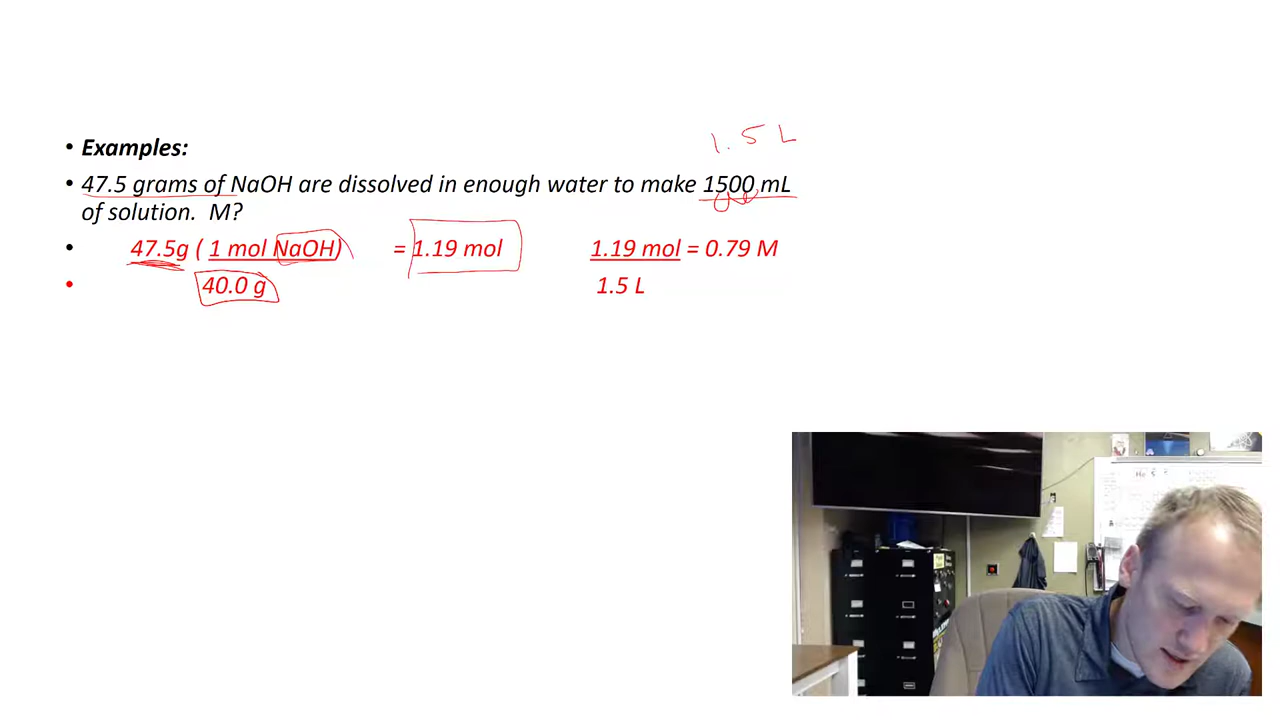 • Examples:
1.5 L
• 47.5 grams of NaOH are dissolved in enough water to make 1500 mL
of solution. M?
• 47.5g ( 1 mol NaOH) = 1.19 mol 1.19 mol = 0.79 M
• 40.0 g 1.5 L